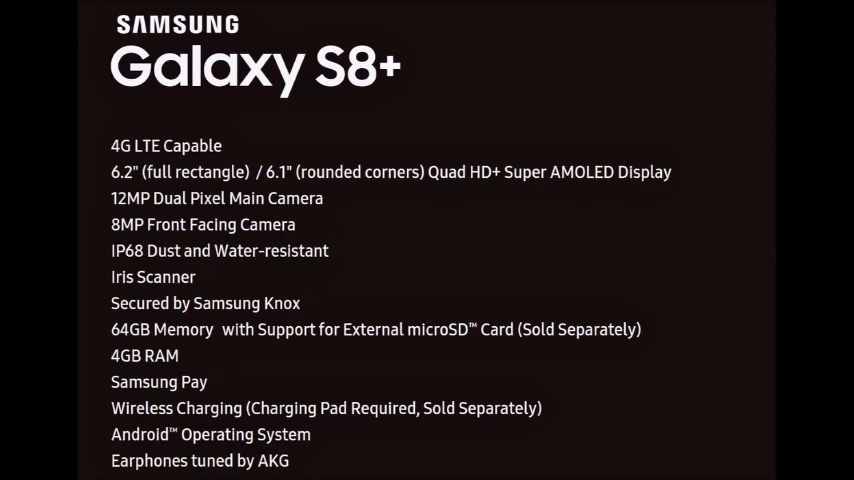 SAMSUNG
Galaxy S8+
4G LTE Capable
6.2" (full rectangle) / 6.1" (rounded corners) Quad HD+ Super AMOLED Display
12MP Dual Pixel Main Camera
8MP Front Facing Camera
IP68 Dust and Water-resistant
Iris Scanner
Secured by Samsung Knox
64GB Memory with Support for External microSD™ Card (Sold Separately)
4GB RAM
Samsung Pay
Wireless Charging (Charging Pad Required, Sold Separately)
Android™ Operating System
Earphones tuned by AKG